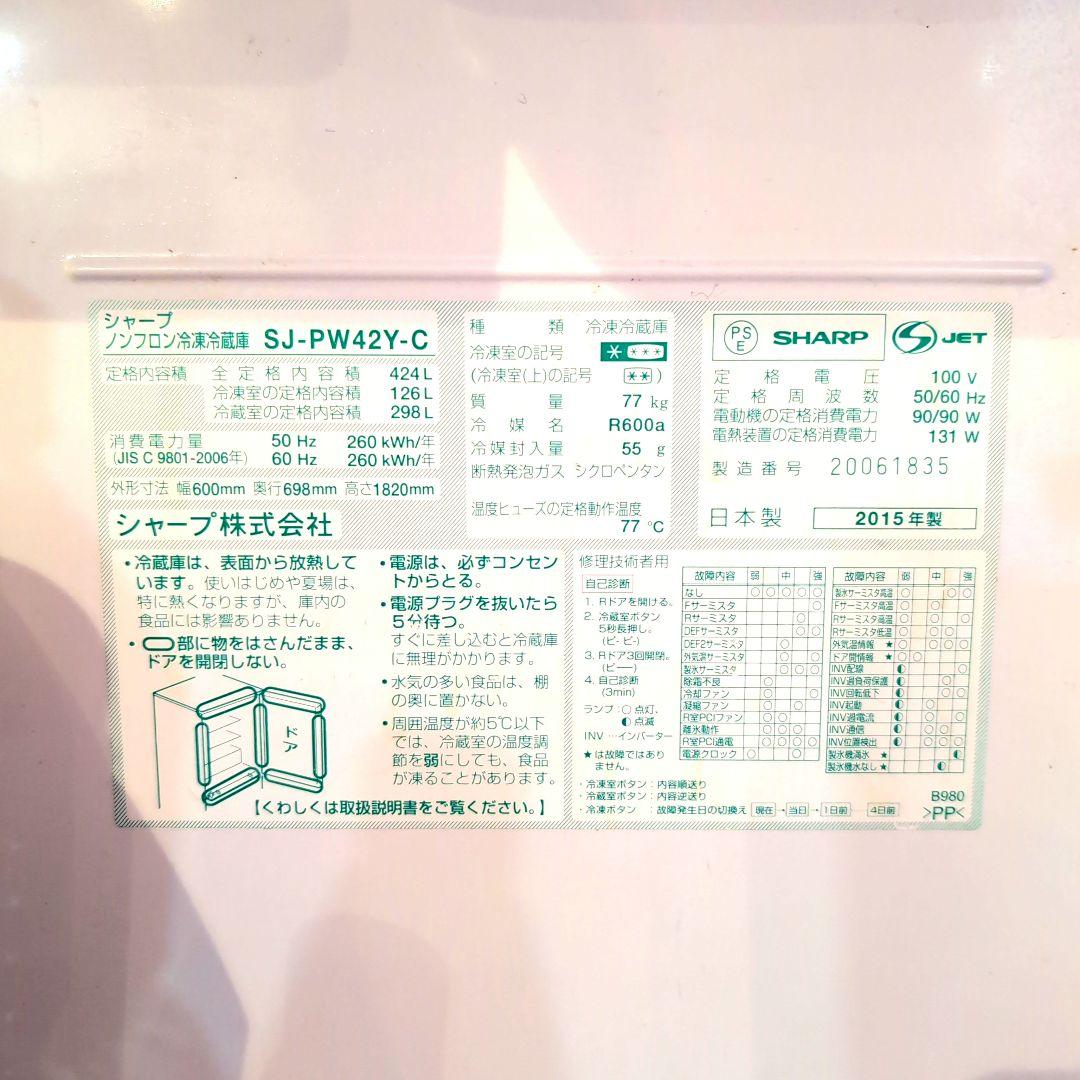 シャープ
ノンフロン冷凍冷蔵庫 SJ-PW42Y-C
定格内容積 全定格内容積 424L
冷凍室の定格内容積 126L
冷蔵室の定格内容積 298L
消費電力量 50 Hz 260 kWh/年
(JIS C 9801-2006年) 60 Hz 260 kWh/年
外形寸法 幅600mm 奥行698mm 高さ1820mm
シャープ株式会社
種類 冷凍冷蔵庫
冷凍室の記号 * ***
(冷凍室(上)の記号 ** )
質量 77 kg
冷媒名 R600a
冷媒封入量 55 g
断熱発泡ガス シクロペンタン
温度ヒューズの定格動作温度
77 ℃
PSE SHARP JET
定格電圧 100 V
定格周波数 50/60 Hz
電動機の定格消費電力 90/90 W
電熱装置の定格消費電力 131 W
製造番号 20061835
日本製 2015年製
・冷蔵庫は、表面から放熱して
います。使いはじめや夏場は、
特に熱くなりますが、庫内の
食品には影響ありません。
・ 部に物をはさんだまま、
ドアを開閉しない。
ドア
・電源は、必ずコンセン
トからとる。
・電源プラグを抜いたら
5分待つ。
すぐに差し込むと冷蔵庫
に無理がかかります。
・水気の多い食品は、棚
の奥に置かない。
・周囲温度が約5℃以下
では、冷蔵室の温度調
節を弱にしても、食品
が凍ることがあります。
【くわしくは取扱説明書をご覧ください。】
修理技術者用
自己診断
1. Rドアを開ける。
2. 冷蔵室ボタン
5秒長押し。
(ピ-ピ-)
3. Rドア3回開閉。
(ピー)
4. 自己診断
(3min)
ランプ:○点灯、
◐点滅
INV …インバーター
★は故障ではあり
ません。
故障内容 弱 中 強
なし ○○○○○
Fサーミスタ
Rサーミスタ
DEFサーミスタ
DEF2サーミスタ
外気温サーミスタ
製氷サーミスタ
除霜不良
冷却ファン
凝縮ファン
R室PCIファン
離氷動作
R室PCI通電
電源クロック
故障内容 弱 中 強
製氷サーミスタ高温
Fサーミスタ高温
Rサーミスタ高温
Rサーミスタ低温
外気温情報 ★
ドア開情報 ★
INV配線
INV過負荷保護
INV回転低下
INV起動
INV過電流
INV通信
INV位置検出
製氷機満氷 ★
製氷機水なし ★
・冷凍室ボタン:内容順送り
・冷蔵室ボタン:内容逆送り
・冷凍ボタン :故障発生日の切換え 現在→当日→1日前 4日前
B980
>PP<